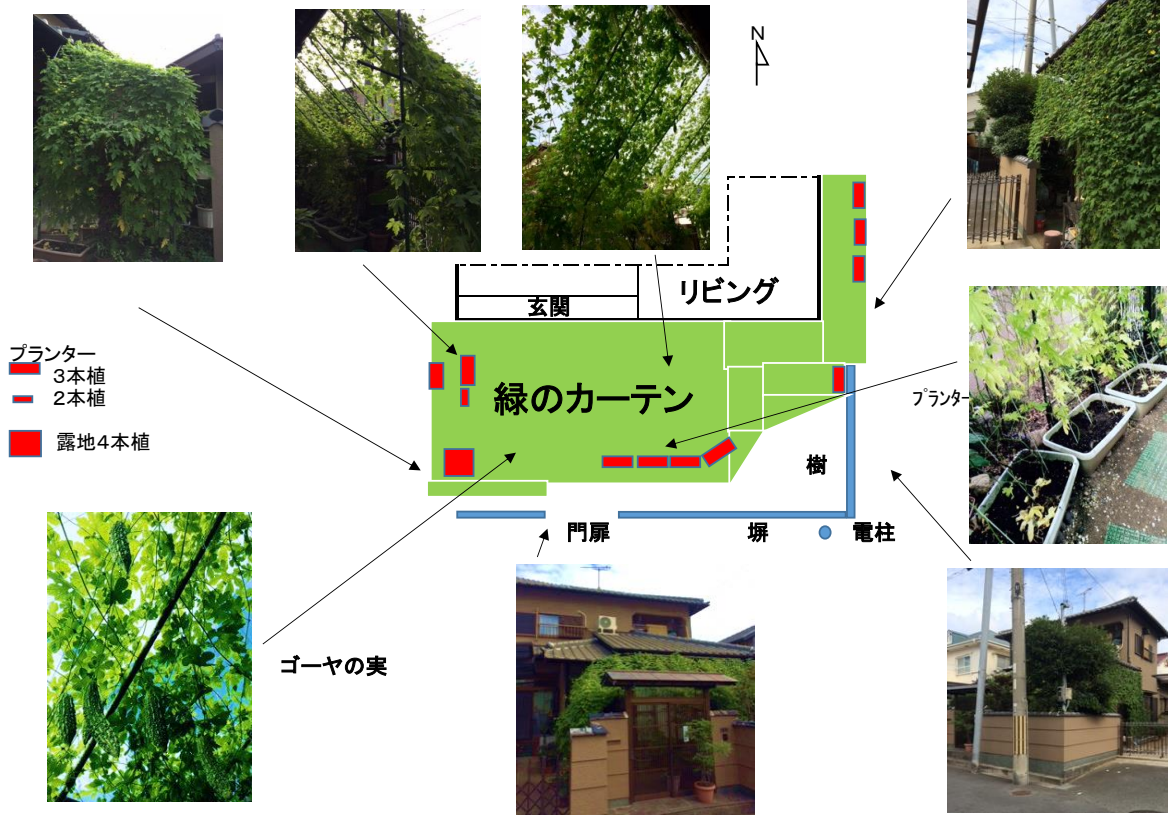 N
リビング
玄関
プランター
3本植
2本植
露地4本植
緑のカーテン
プランター
樹
門扉
塀
電柱
ゴーヤの実